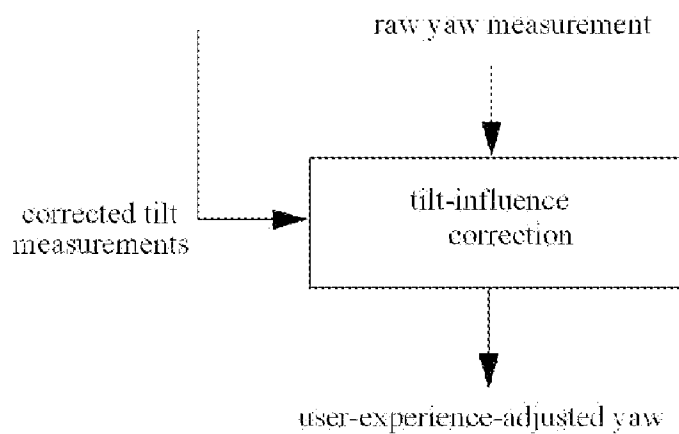 raw yaw measurement
tilt-influence
correction
corrected tilt
measurements
user-experience-adjusted yaw